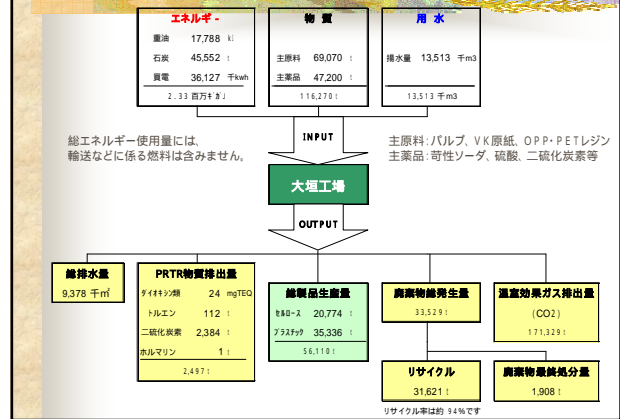 エネルギ-
重油 17,788 kl
石炭 45,552 t
買電 36,127 千kwh
2.33 百万ギガJ
物 質
主原料 69,070 t
主薬品 47,200 t
116,270 t
用 水
揚水量 13,513 千m3
13,513 千m3
総エネルギー使用量には、
輸送などに係る燃料は含みません。
INPUT
主原料:パルプ、VK原紙、OPP・PETレジン
主薬品:苛性ソーダ、硫酸、二硫化炭素等
大垣工場
OUTPUT
総排水量
9,378 千㎥
PRTR物質排出量
ダイオキシン類 24 mgTEQ
トルエン 112 t
二硫化炭素 2,384 t
ホルマリン 1 t
2,497 t
総製品生産量
セルロース 20,774 t
プラスチック 35,336 t
56,110 t
廃棄物総発生量
33,529 t
温室効果ガス排出量
(CO2)
171,329 t
リサイクル
31,621 t
廃棄物最終処分量
1,908 t
リサイクル率は約 94%です